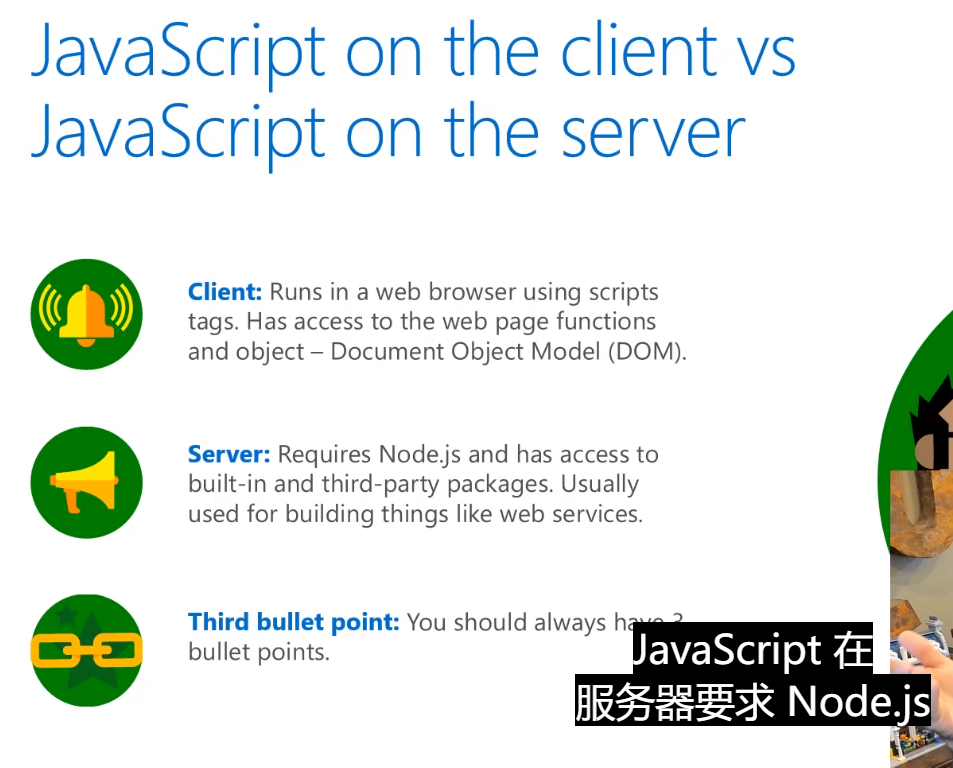 JavaScript on the client vs
JavaScript on the server
Client: Runs in a web browser using scripts
tags. Has access to the web page functions
and object – Document Object Model (DOM).
Server: Requires Node.js and has access to
built-in and third-party packages. Usually
used for building things like web services.
Third bullet point: You should always have 3
bullet points.
JavaScript 在
服务器要求 Node.js